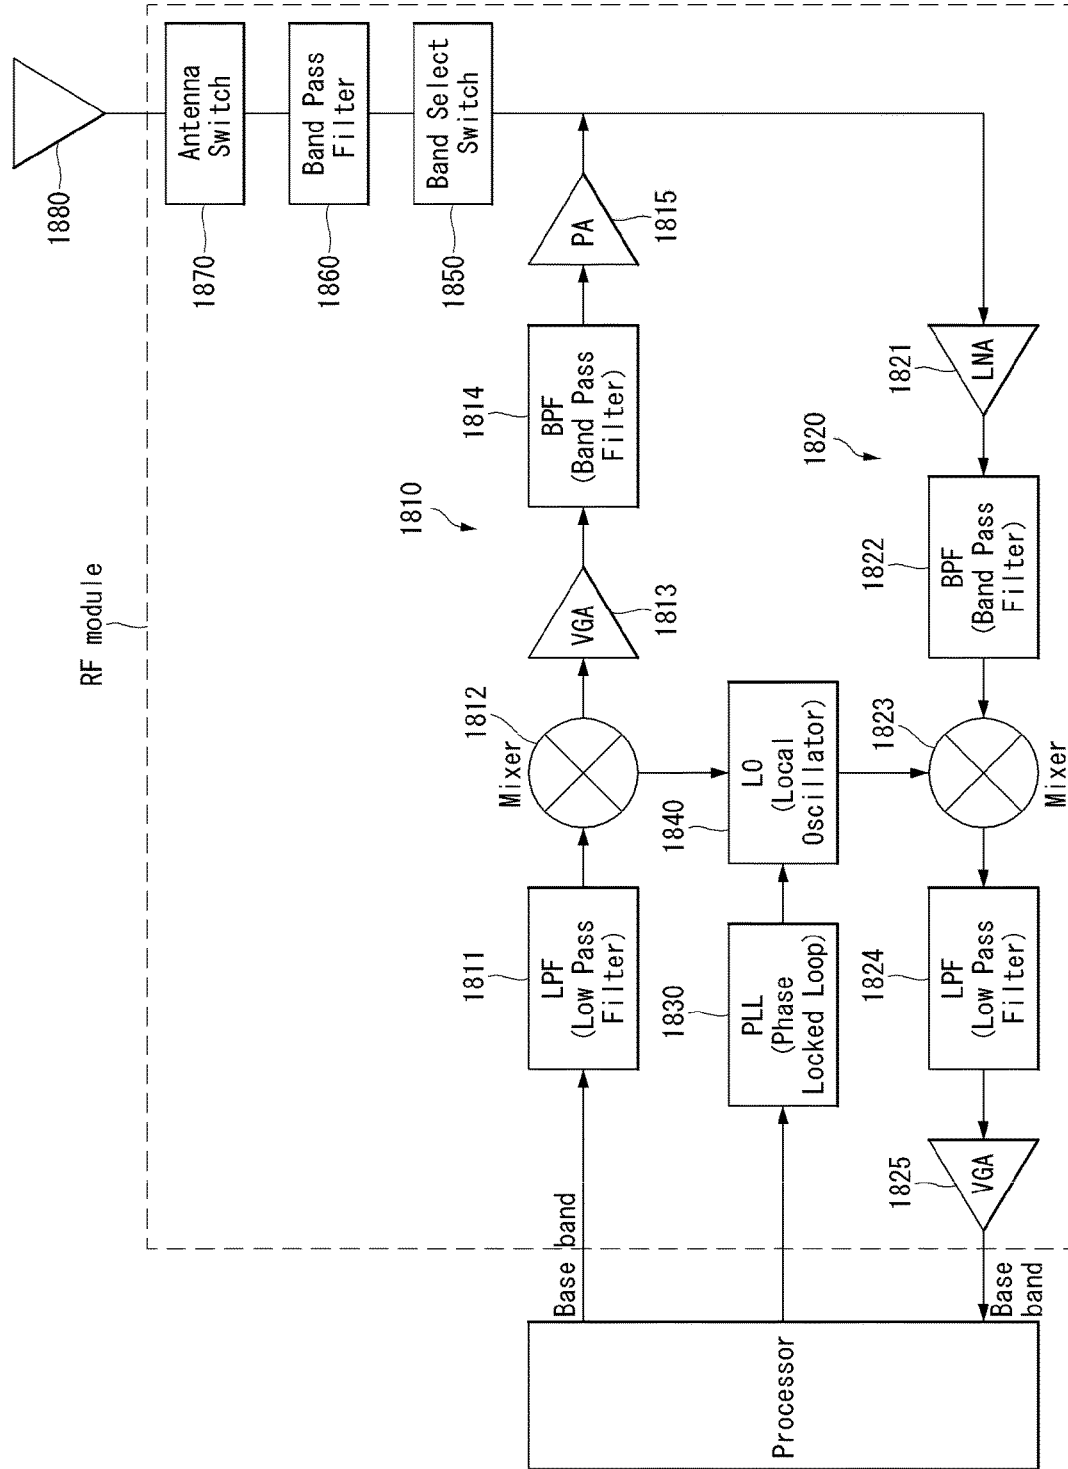 RF module
1880
Antenna
Switch
1870
Band Pass
Filter
1860
Band Select
Switch
1850
Processor
Base band
LPF
(Low Pass
Filter)
1811
Mixer
1812
VGA
1813
1810
BPF
(Band Pass
Filter)
1814
PA
1815
PLL
(Phase
Locked Loop)
1830
LO
(Local
Oscillator)
1840
LNA
1821
1820
BPF
(Band Pass
Filter)
1822
Mixer
1823
LPF
(Low Pass
Filter)
1824
VGA
1825
Base
band